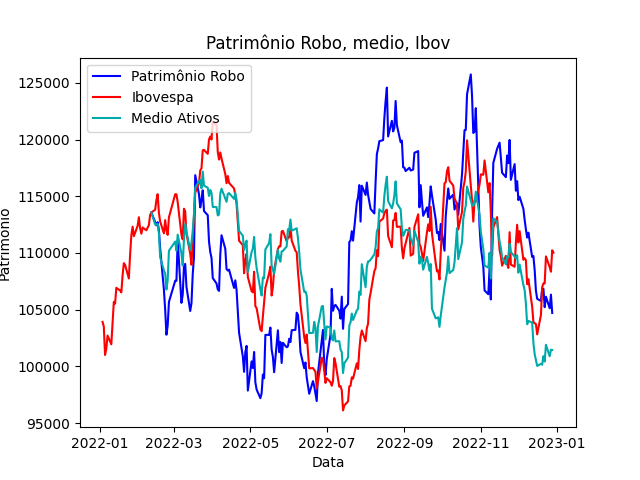 Patrimônio Robo, medio, Ibov
Patrimônio Robo
Ibovespa
Medio Ativos
Patrimonio
125000
120000
115000
110000
105000
100000
95000
2022-01 2022-03 2022-05 2022-07 2022-09 2022-11 2023-01
Data